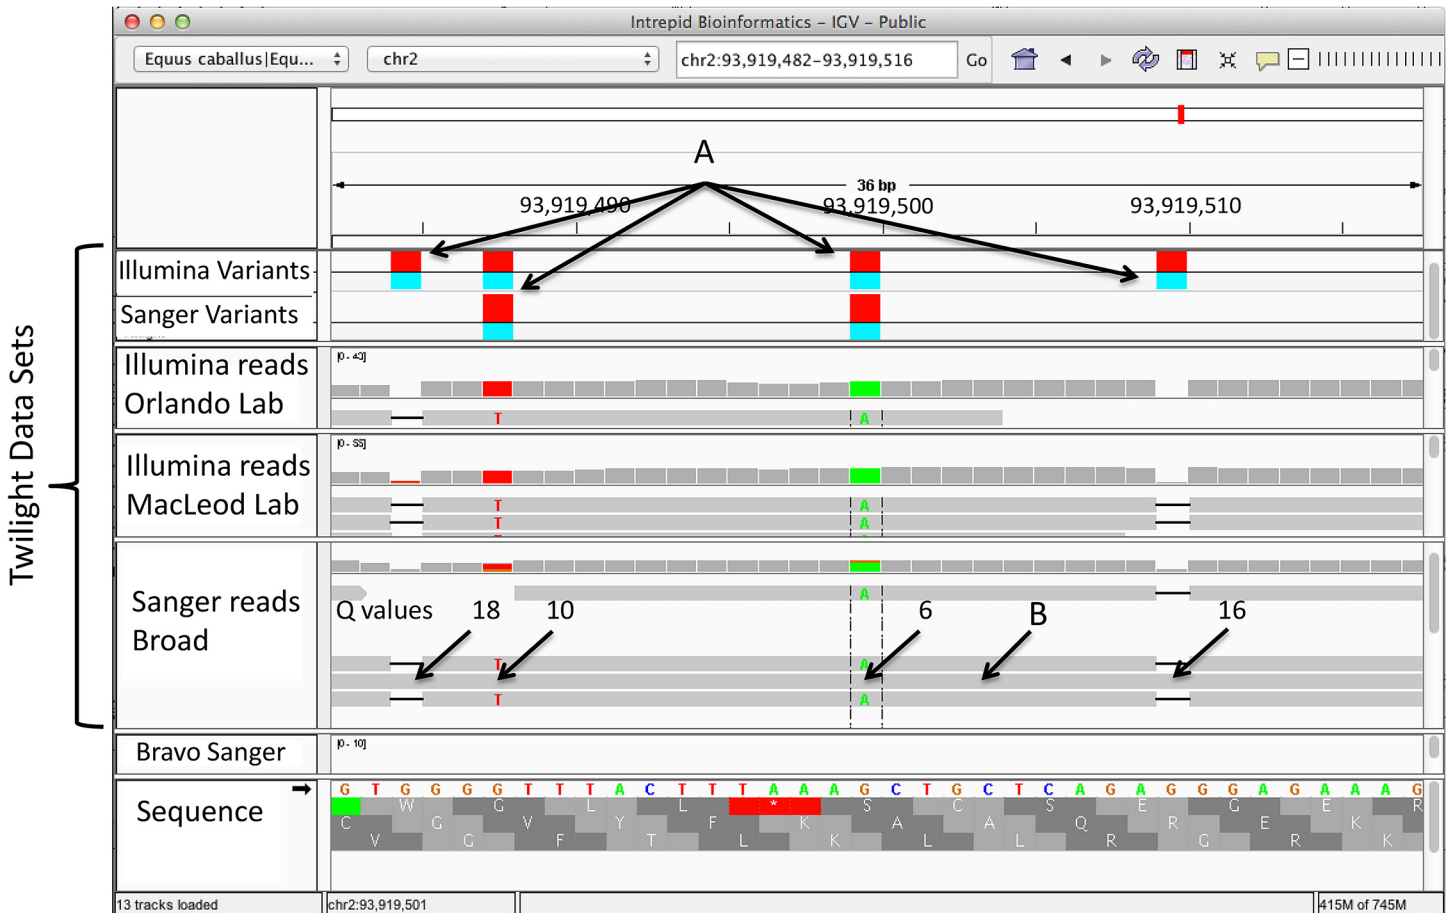 Intrepid Bioinformatics – IGV – Public
Equus caballus|Equ...
chr2
chr2:93,919,482-93,919,516
Go
A
36 bp
93,919,490
93,919,500
93,919,510
Twilight Data Sets
Illumina Variants
Sanger Variants
Illumina reads
Orlando Lab
[0 - 43]
T
A
Illumina reads
MacLeod Lab
[0 - 55]
T
A
T
A
Sanger reads
Broad
A
Q values
18
10
6
B
16
T
A
T
A
Bravo Sanger
[0 - 10]
Sequence
G T G G G G T T T A C T T T A A A G C T G C T C A G A G G G A G A A A G
W G L L * S C S E G E R
C G V Y F K A A Q R E K
V G F T L K L L R G R K
13 tracks loaded
chr2:93,919,501
415M of 745M